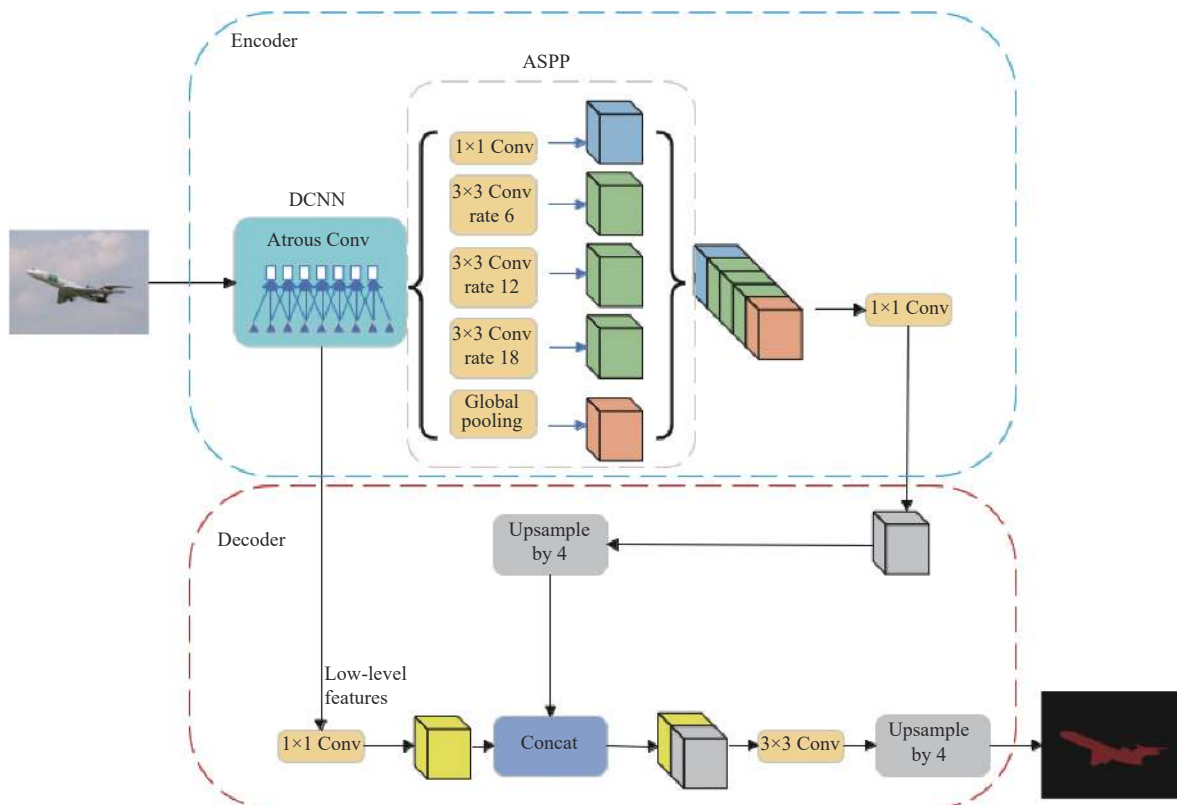 Encoder
ASPP
1×1 Conv
DCNN
3×3 Conv
rate 6
Atrous Conv
3×3 Conv
rate 12
1×1 Conv
3×3 Conv
rate 18
Global
pooling
Decoder
Upsample
by 4
Low-level
features
1×1 Conv
Concat
3×3 Conv
Upsample
by 4